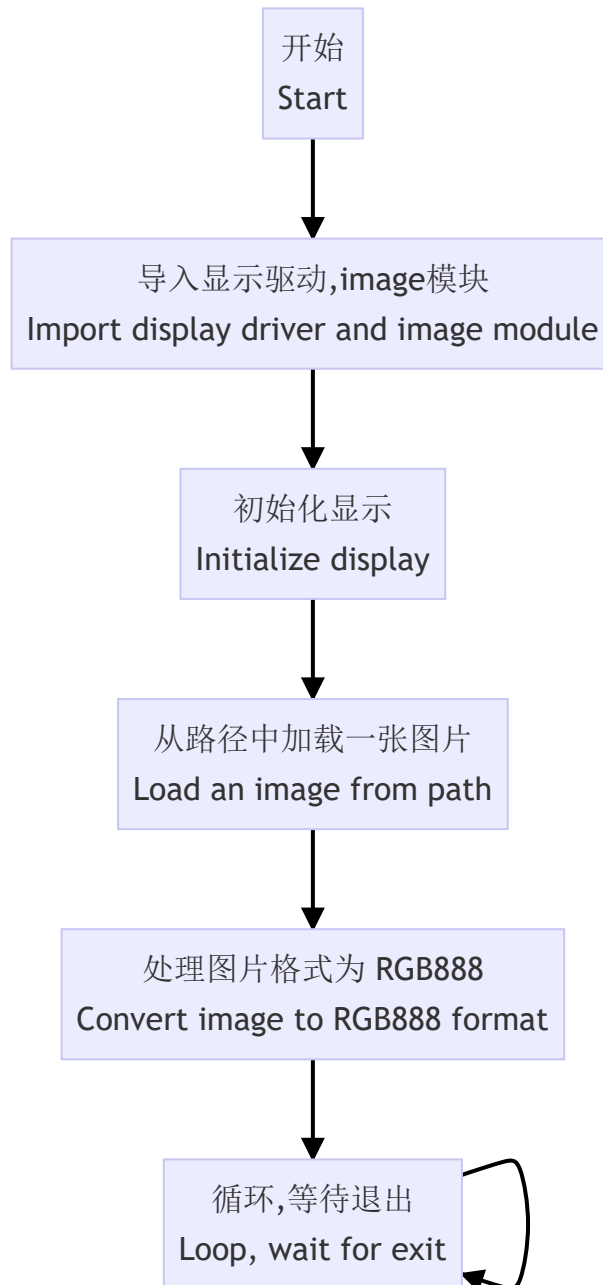 开始
Start
导入显示驱动,image模块
Import display driver and image module
初始化显示
Initialize display
从路径中加载一张图片
Load an image from path
处理图片格式为 RGB888
Convert image to RGB888 format
循环,等待退出
Loop, wait for exit